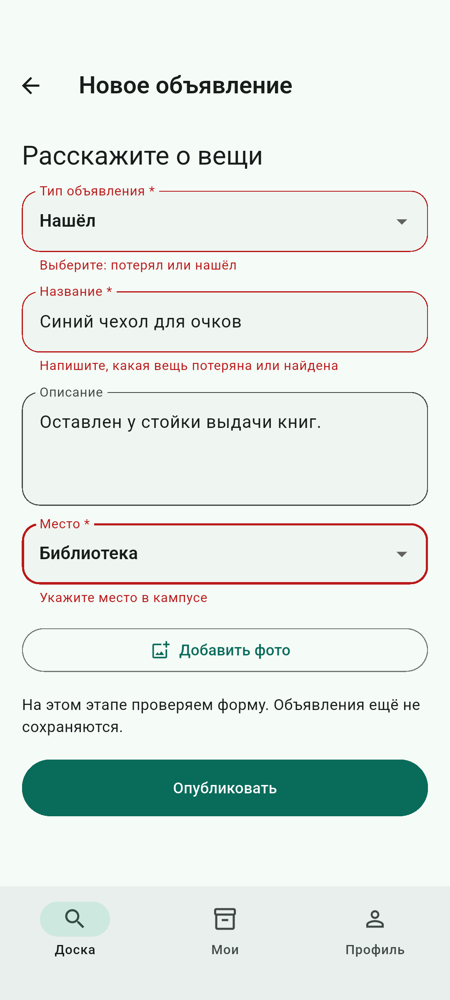 Новое объявление
Расскажите о вещи
Тип объявления *
Нашёл
Выберите: потерял или нашёл
Название *
Синий чехол для очков
Напишите, какая вещь потеряна или найдена
Описание
Оставлен у стойки выдачи книг.
Место *
Библиотека
Укажите место в кампусе
Добавить фото
На этом этапе проверяем форму. Объявления ещё не
сохраняются.
Опубликовать
Доска
Мои
Профиль